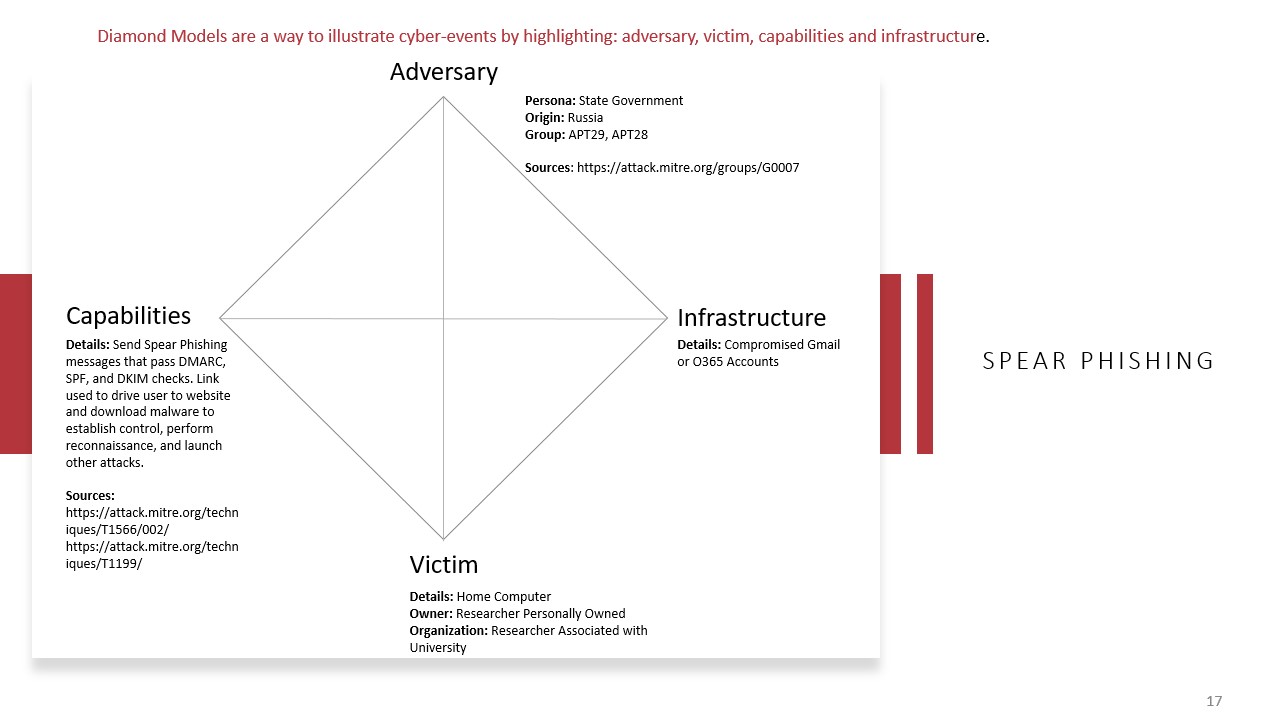 Diamond Models are a way to illustrate cyber-events by highlighting: adversary, victim, capabilities and infrastructure.
Adversary
Persona: State Government
Origin: Russia
Group: APT29, APT28
Sources: https://attack.mitre.org/groups/G0007
Capabilities
Details: Send Spear Phishing
messages that pass DMARC,
SPF, and DKIM checks. Link
used to drive user to website
and download malware to
establish control, perform
reconnaissance, and launch
other attacks.
Sources:
https://attack.mitre.org/techn
iques/T1566/002/
https://attack.mitre.org/techn
iques/T1199/
Infrastructure
Details: Compromised Gmail
or O365 Accounts
Victim
Details: Home Computer
Owner: Researcher Personally Owned
Organization: Researcher Associated with
University
SPEAR PHISHING
17